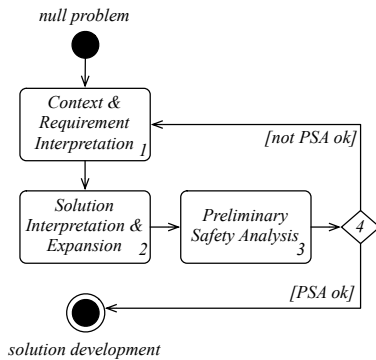 null problem
Context &
Requirement
Interpretation 1
[not PSA ok]
Solution
Interpretation &
Expansion 2
Preliminary
Safety Analysis
3
4
[PSA ok]
solution development